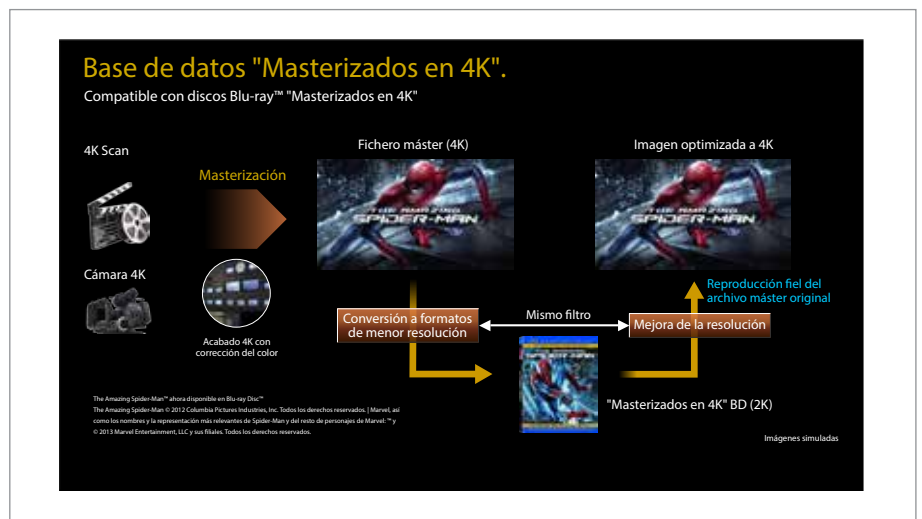 Base de datos "Masterizados en 4K".
Compatible con discos Blu-ray™ "Masterizados en 4K"
4K Scan
Masterización
Fichero máster (4K)
Imagen optimizada a 4K
THE AMAZING
SPIDER-MAN
THE AMAZING
SPIDER-MAN
Cámara 4K
Acabado 4K con
corrección del color
Reproducción fiel del
archivo máster original
Conversión a formatos
de menor resolución
Mismo filtro
Mejora de la resolución
"Masterizados en 4K" BD (2K)
The Amazing Spider-Man™ ahora disponible en Blu-ray Disc™
The Amazing Spider-Man © 2012 Columbia Pictures Industries, Inc. Todos los derechos reservados. | Marvel, así
como los nombres y la representación más relevantes de Spider-Man y del resto de personajes de Marvel: ™ y
© 2013 Marvel Entertainment, LLC y sus filiales. Todos los derechos reservados.
Imágenes simuladas